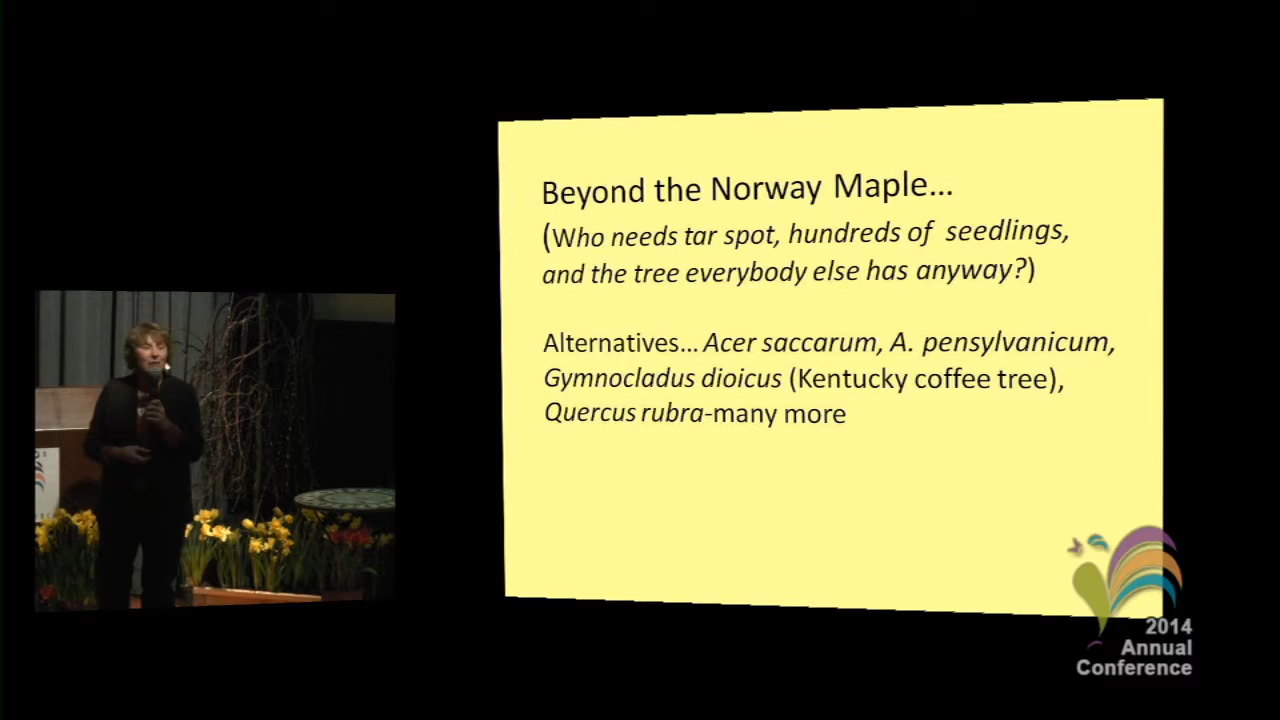 Beyond the Norway Maple...
(Who needs tar spot, hundreds of seedlings,
and the tree everybody else has anyway?)
Alternatives... Acer saccarum, A. pensylvanicum,
Gymnocladus dioicus (Kentucky coffee tree),
Quercus rubra-many more
2014
Annual
Conference